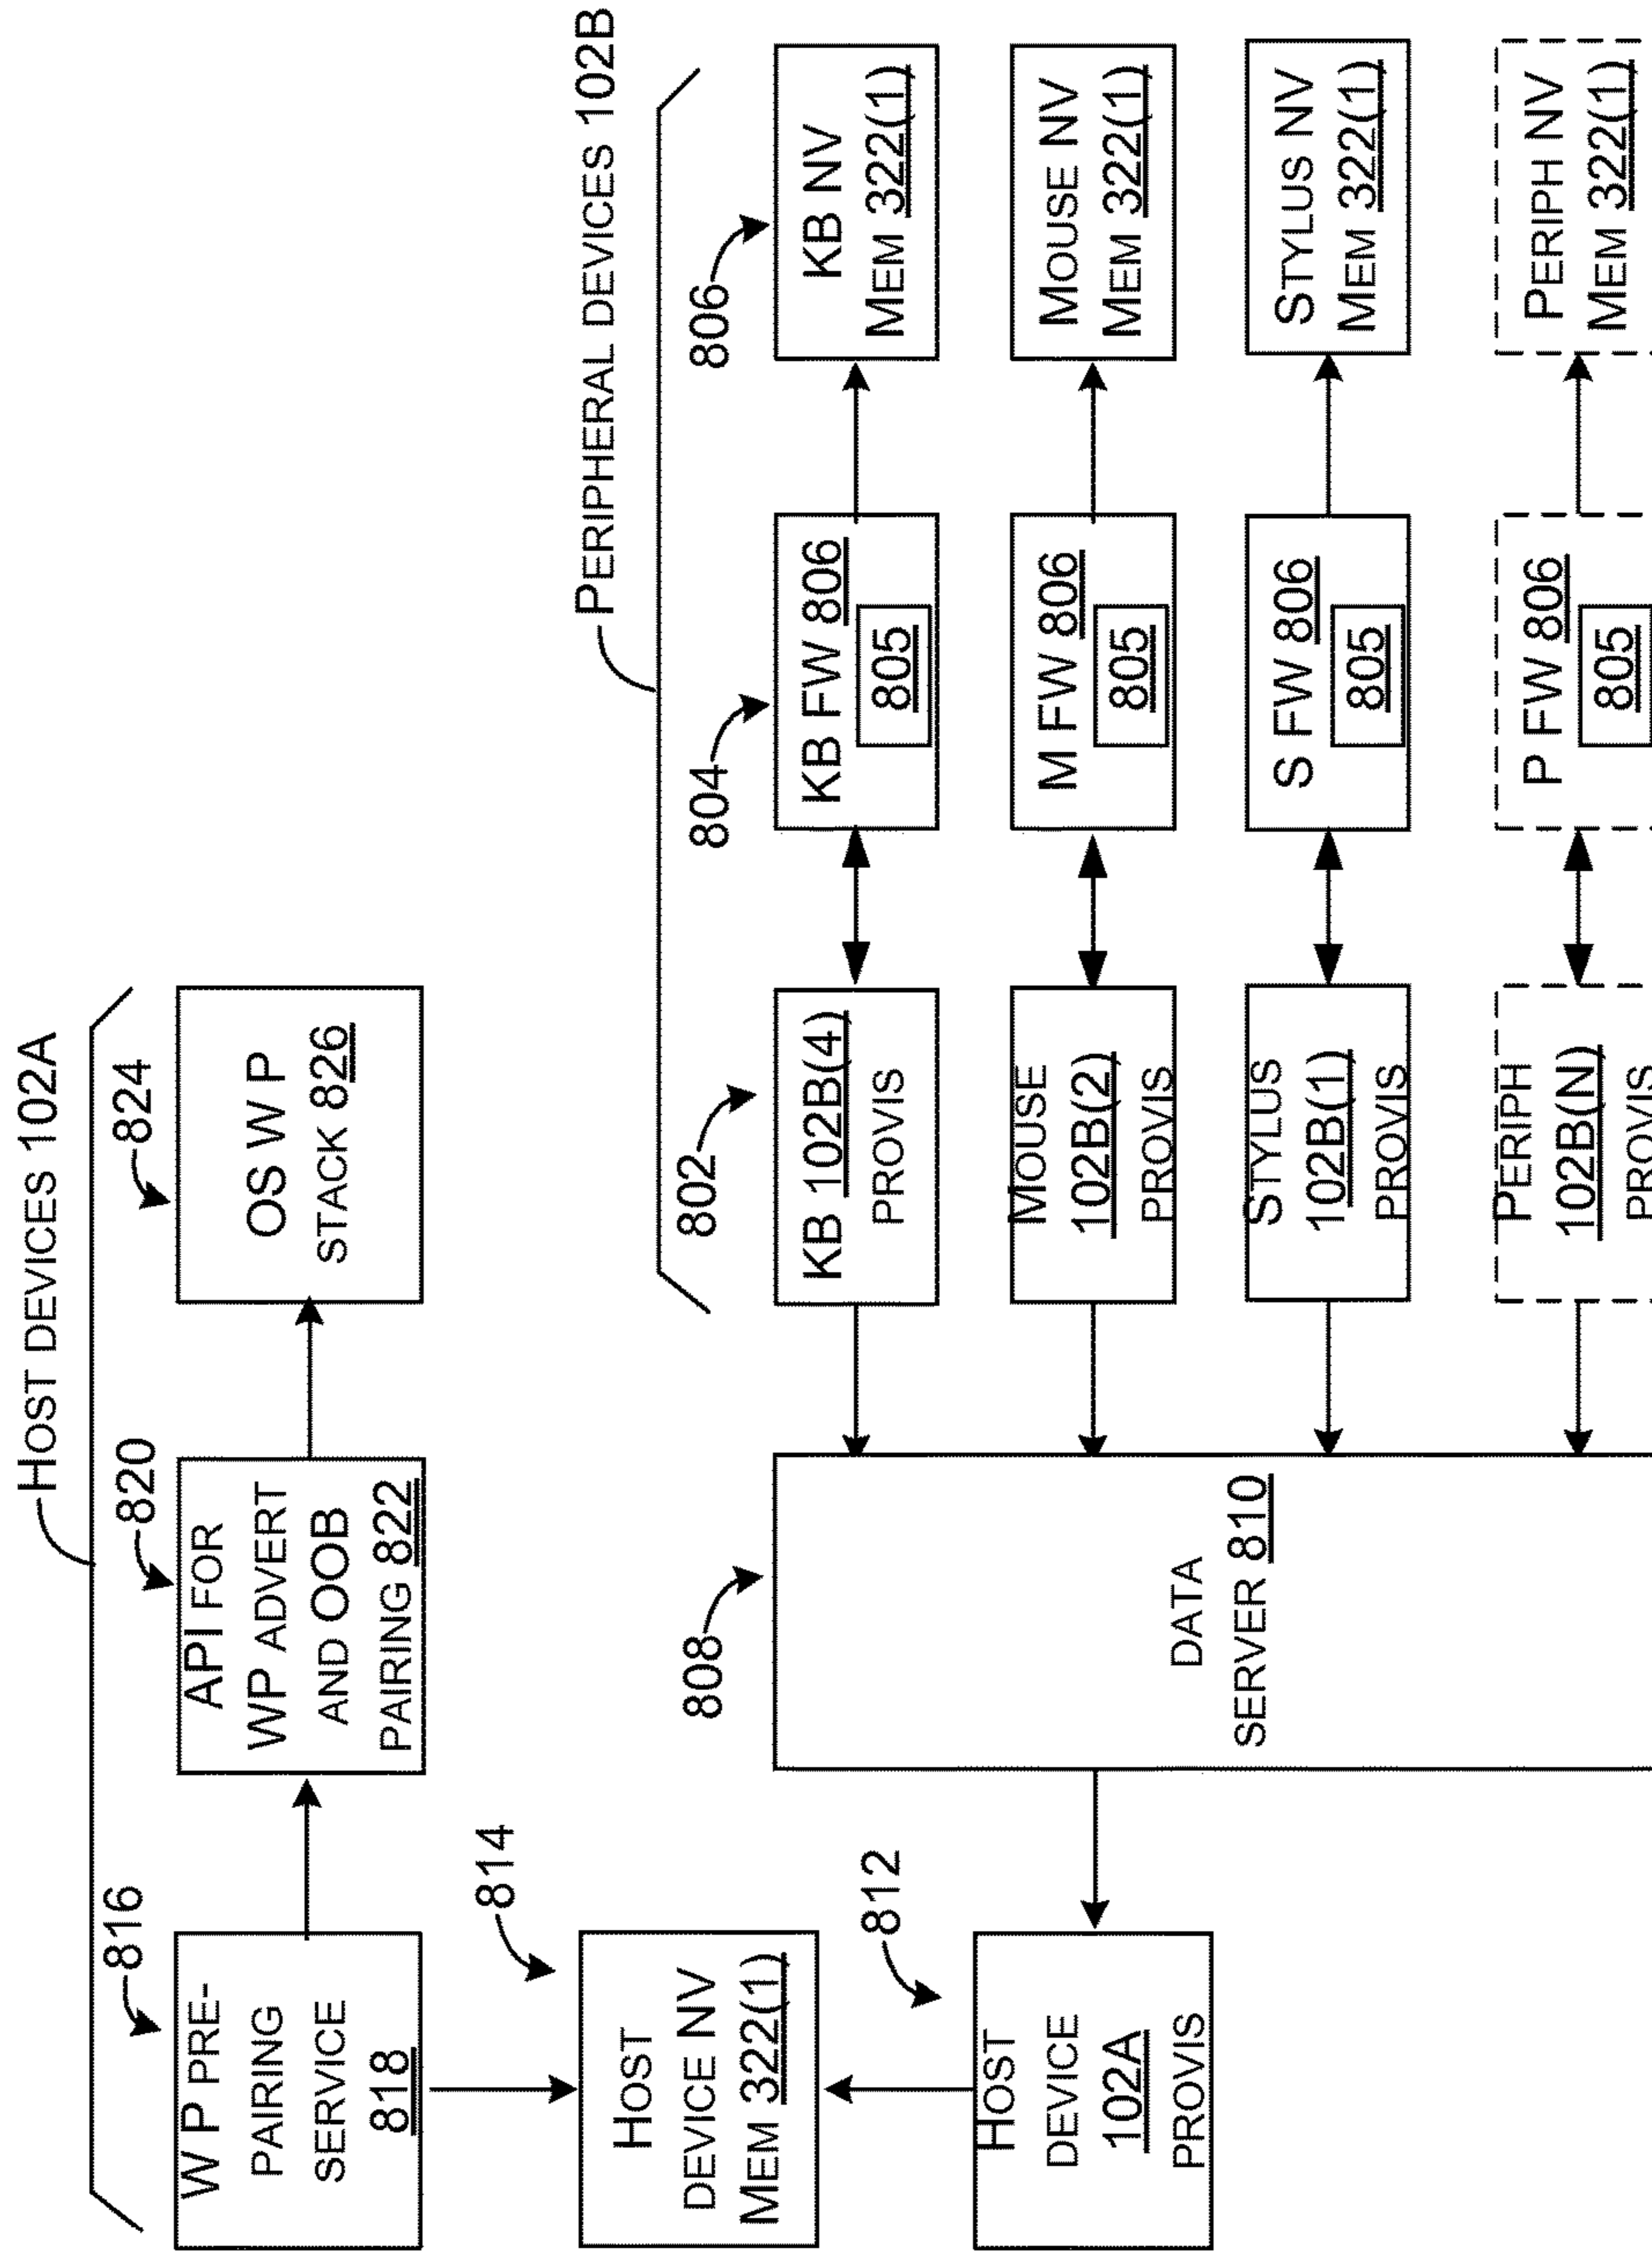 HOST DEVICES 102A
816
W P PRE-
PAIRING
SERVICE
818
820
API FOR
WP ADVERT
AND OOB
PAIRING 822
824
OS W P
STACK 826
814
HOST
DEVICE NV
MEM 322(1)
812
HOST
DEVICE
102A
PROVIS
808
DATA
SERVER 810
PERIPHERAL DEVICES 102B
802
804
806
KB 102B(4)
PROVIS
KB FW 806
805
KB NV
MEM 322(1)
MOUSE
102B(2)
PROVIS
M FW 806
805
MOUSE NV
MEM 322(1)
STYLUS
102B(1)
PROVIS
S FW 806
805
STYLUS NV
MEM 322(1)
PERIPH
102B(N)
PROVIS
P FW 806
805
PERIPH NV
MEM 322(1)